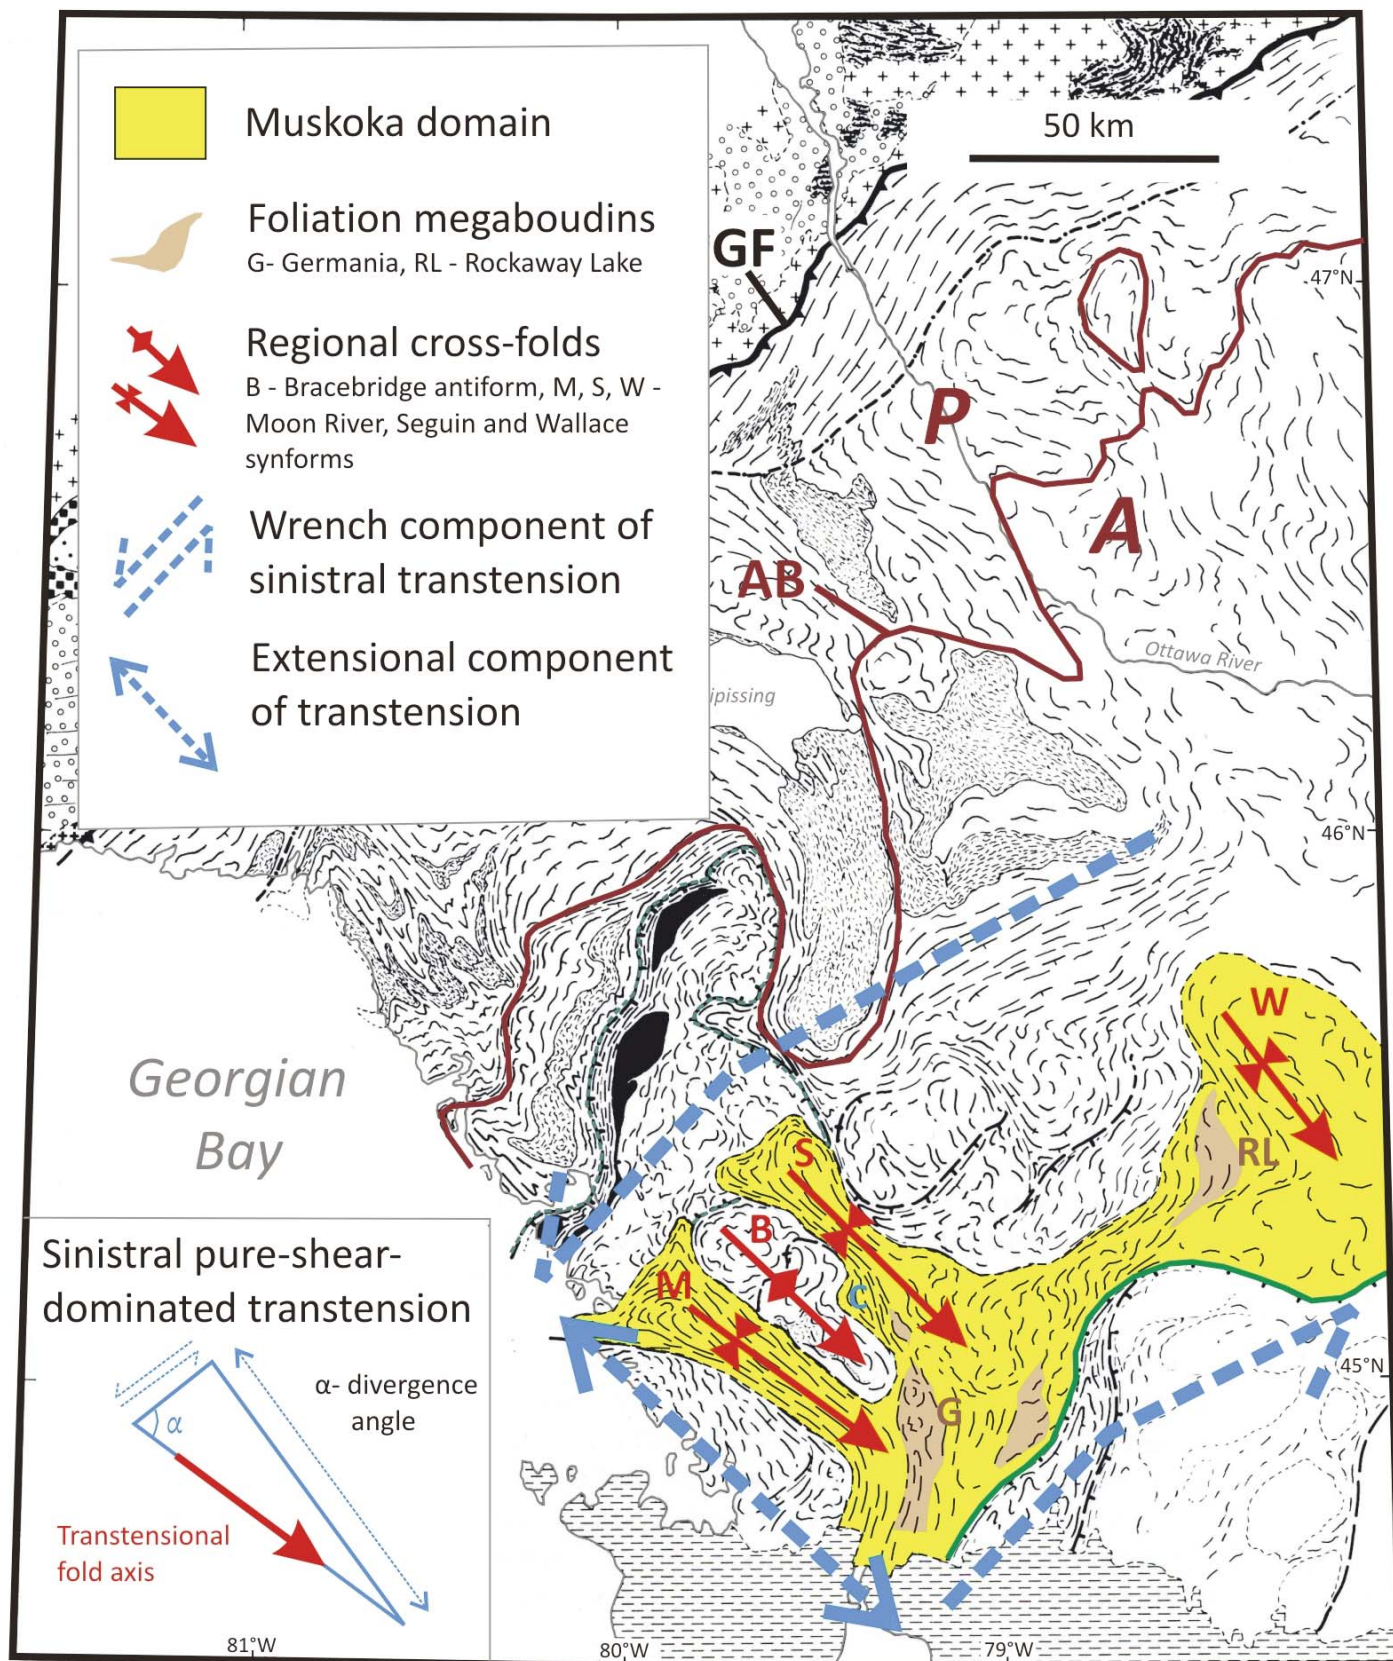 Muskoka domain
Foliation megaboudins
G- Germania, RL - Rockaway Lake
Regional cross-folds
B - Bracebridge antiform, M, S, W -
Moon River, Seguin and Wallace
synforms
Wrench component of
sinistral transtension
Extensional component
of transtension
50 km
GF
47°N
P
A
AB
Ottawa River
ipissing
46°N
Georgian
Bay
W
RL
S
B
M
C
G
45°N
Sinistral pure-shear-
dominated transtension
α- divergence
angle
α
Transtensional
fold axis
81°W
80°W
79°W